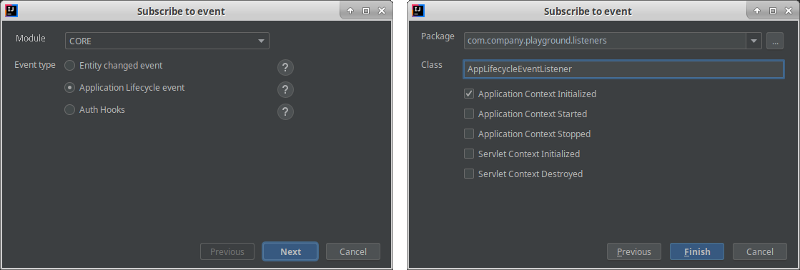 Subscribe to event
Module CORE
Event type Entity changed event ?
Application Lifecycle event ?
Auth Hooks ?
Previous Next Cancel
Subscribe to event
Package com.company.playground.listeners ...
Class AppLifecycleEventListener
Application Context Initialized
Application Context Started
Application Context Stopped
Servlet Context Initialized
Servlet Context Destroyed
Previous Finish Cancel